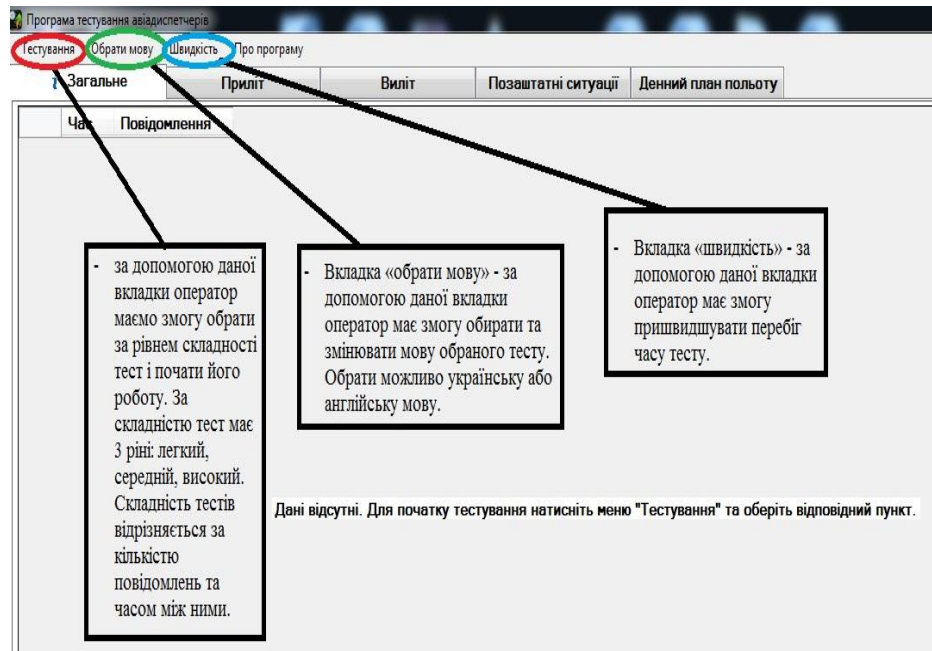 Програма тестування авіадиспетчерів
Тестування Обрати мову Швидкість Про програму
Загальне Приліт Виліт Позаштатні ситуації Денний план польоту
Час Повідомлення
- за допомогою даної
вкладки оператор
маємо змогу обрати
за рівнем складності
тест і почати його
роботу. За
складністю тест має
3 ріні: легкий,
середній, високий.
Складність тестів
відрізняється за
кількістю
повідомлень та
часом між ними.
- Вкладка «обрати мову» - за
допомогою даної вкладки
оператор має змогу обирати та
змінювати мову обраного тесту.
Обрати можливо українську або
англійську мову.
- Вкладка «швидкість» - за
допомогою даної вкладки
оператор має змогу
пришвидшувати перебіг
часу тесту.
Дані відсутні. Для початку тестування натисніть меню "Тестування" та оберіть відповідний пункт.